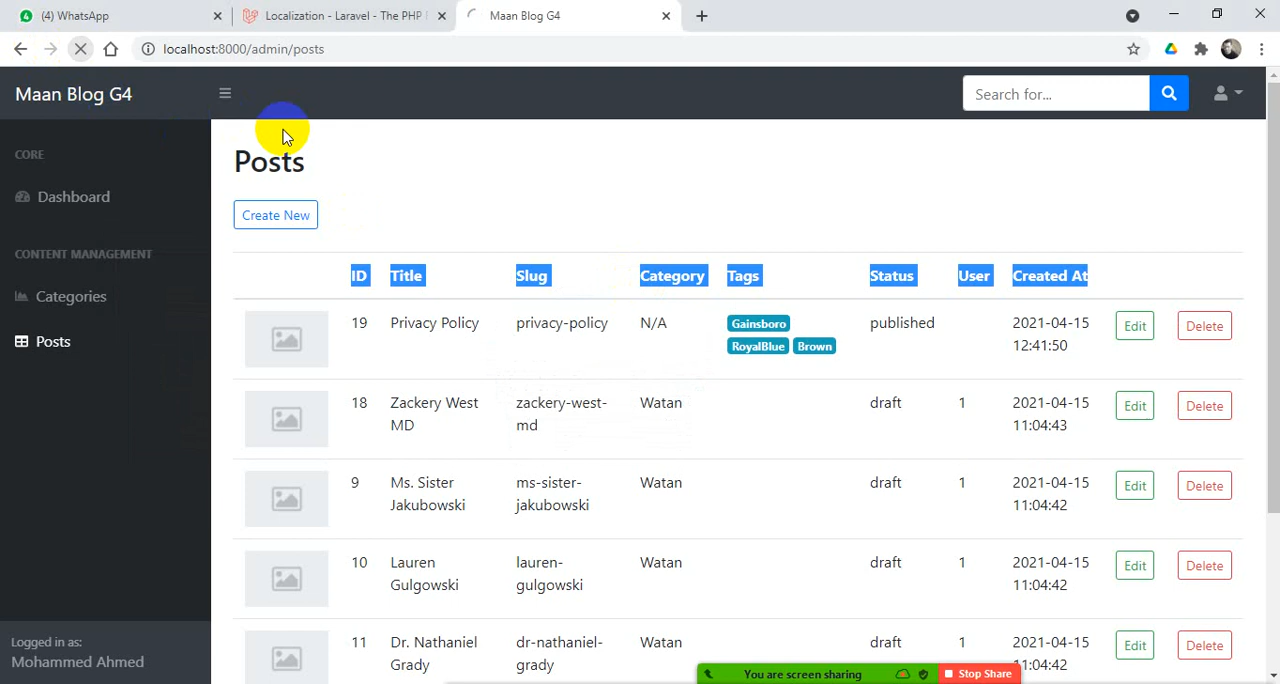 (4) WhatsApp
Localization - Laravel - The PHP
Maan Blog G4
localhost:8000/admin/posts
Maan Blog G4
Search for...
CORE
Dashboard
CONTENT MANAGEMENT
Categories
Posts
Logged in as:
Mohammed Ahmed
Posts
Create New
ID Title Slug Category Tags Status User Created At
19 Privacy Policy privacy-policy N/A Gainsboro published 2021-04-15 Edit Delete
RoyalBlue Brown 12:41:50
18 Zackery West zackery-west- Watan draft 1 2021-04-15 Edit Delete
MD md 11:04:43
9 Ms. Sister ms-sister- Watan draft 1 2021-04-15 Edit Delete
Jakubowski jakubowski 11:04:42
10 Lauren lauren- Watan draft 1 2021-04-15 Edit Delete
Gulgowski gulgowski 11:04:42
11 Dr. Nathaniel dr-nathaniel- Watan draft 1 2021-04-15 Edit Delete
Grady grady 11:04:42
You are screen sharing Stop Share